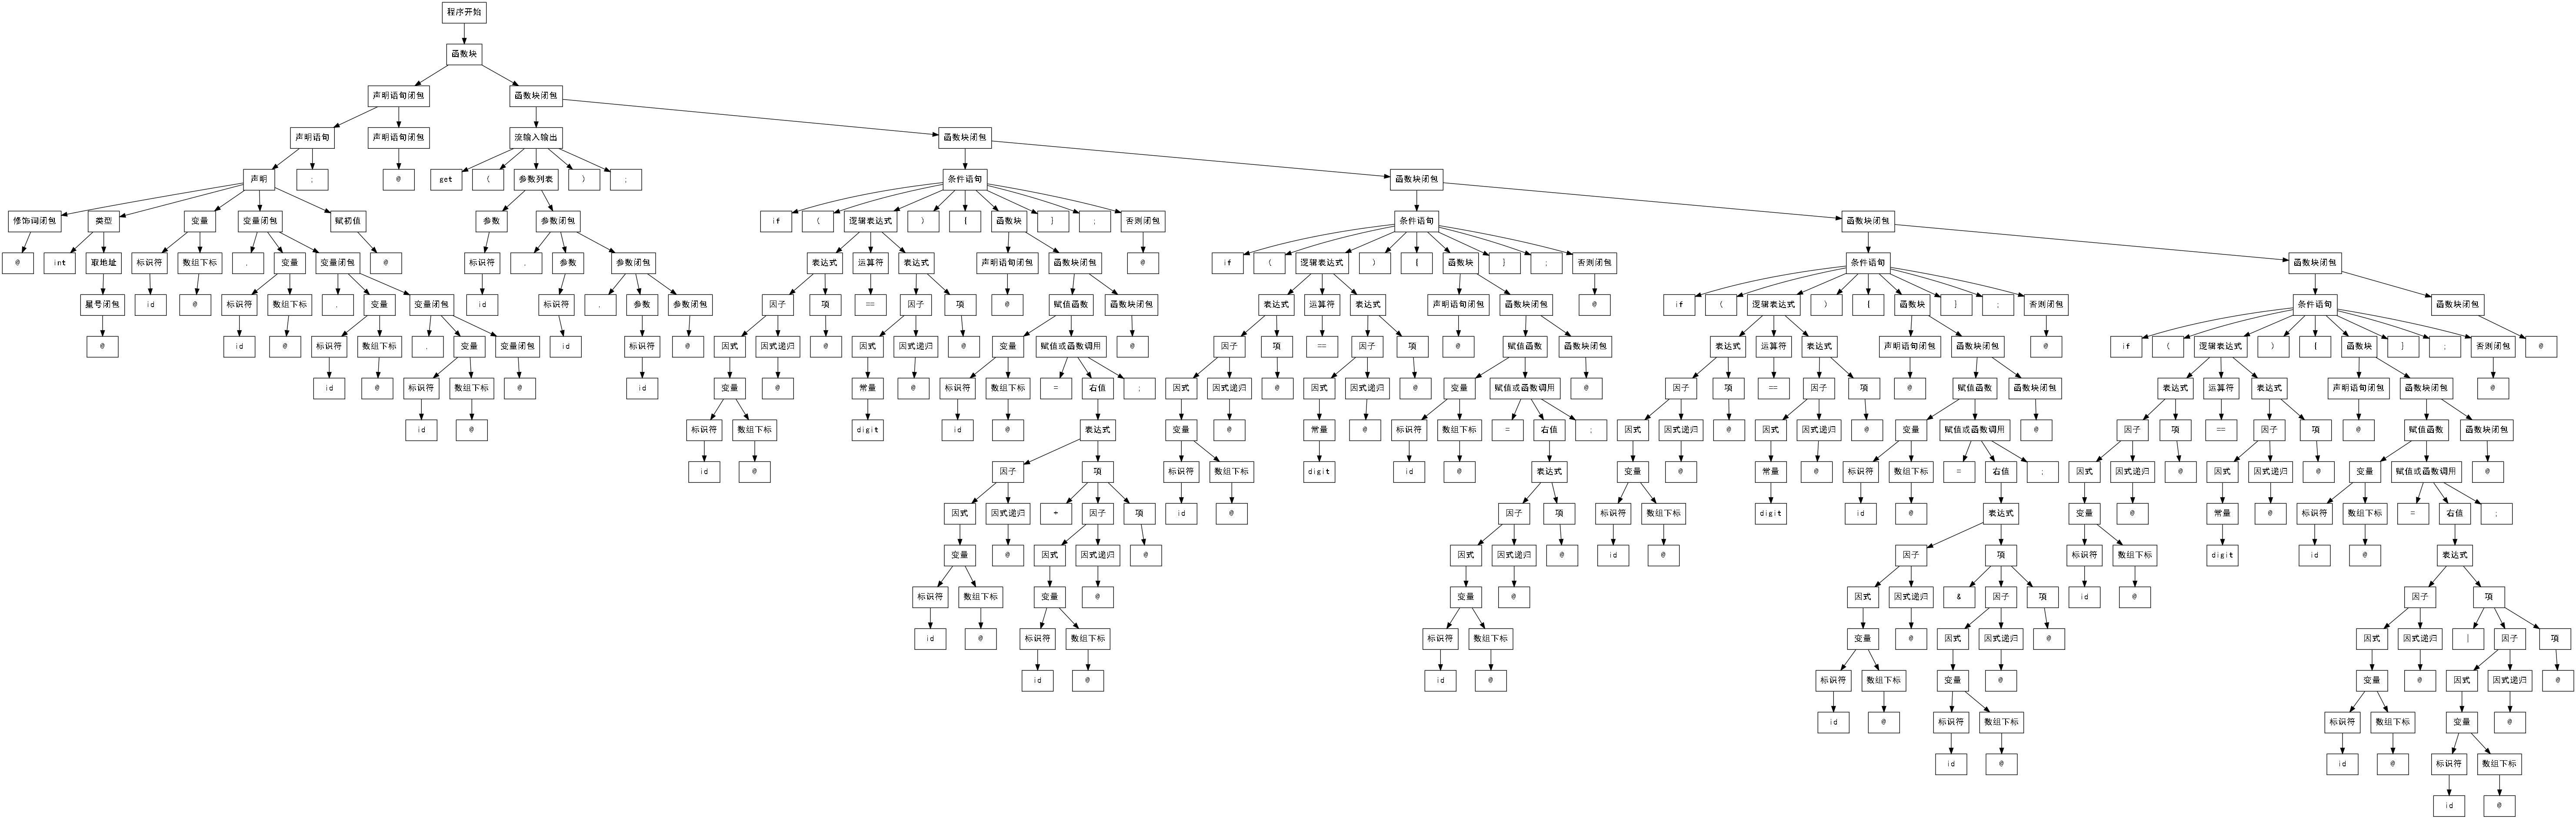 程序开始
函数块
声明语句闭包 函数块闭包
声明语句 声明语句闭包 流输入输出 函数块闭包
声明 ; @ get ( 参数列表 ) ; 条件语句 函数块闭包
修饰词闭包 类型 变量 变量闭包 赋初值 参数 参数闭包 if ( 逻辑表达式 ) { 函数块 } ; 否则闭包 条件语句 函数块闭包
@ int 取地址 标识符 数组下标 , 变量 变量闭包 @ 标识符 , 参数 参数闭包 表达式 运算符 表达式 声明语句闭包 函数块闭包 @ if ( 逻辑表达式 ) { 函数块 } ; 否则闭包 条件语句 函数块闭包
星号闭包 id @ 标识符 数组下标 , 变量 变量闭包 id 标识符 , 参数 参数闭包 因子 項 == 因子 項 @ 赋值函数 函数块闭包 表达式 运算符 表达式 声明语句闭包 函数块闭包 @ if ( 逻辑表达式 ) { 函数块 } ; 否则闭包 条件语句 函数块闭包
@ id @ 标识符 数组下标 , 变量 变量闭包 id 标识符 @ 因式 因式递归 @ 因式 因式递归 @ 变量 赋值或函数调用 @ 因子 項 == 因子 項 @ 赋值函数 函数块闭包 表达式 运算符 表达式 声明语句闭包 函数块闭包 @ if ( 逻辑表达式 ) { 函数块 } ; 否则闭包 @
id @ 标识符 数组下标 @ id 变量 @ 常量 @ 标识符 数组下标 = 右值 ; 因式 因式递归 @ 因式 因式递归 @ 变量 赋值或函数调用 @ 因子 項 == 因子 項 @ 赋值函数 函数块闭包 表达式 运算符 表达式 声明语句闭包 函数块闭包 @
id @ 标识符 数组下标 digit id @ 表达式 变量 @ 常量 @ 标识符 数组下标 = 右值 ; 因式 因式递归 @ 因式 因式递归 @ 变量 赋值或函数调用 @ 因子 項 == 因子 項 @ 赋值函数 函数块闭包
id @ 因子 項 标识符 数组下标 digit id @ 表达式 变量 @ 常量 @ 标识符 数组下标 = 右值 ; 因式 因式递归 @ 因式 因式递归 @ 变量 赋值或函数调用 @
因式 因式递归 + 因子 項 id @ 因子 項 标识符 数组下标 digit id @ 表达式 变量 @ 常量 @ 标识符 数组下标 = 右值 ;
变量 @ 因式 因式递归 @ 因式 因式递归 @ id @ 因子 項 标识符 数组下标 digit id @ 表达式
标识符 数组下标 变量 @ 变量 @ 因式 因式递归 & 因子 項 id @ 因子 項
id @ 标识符 数组下标 标识符 数组下标 变量 @ 因式 因式递归 @ 因式 因式递归 | 因子 項
id @ id @ 标识符 数组下标 变量 @ 变量 @ 因式 因式递归 @
id @ 标识符 数组下标 标识符 数组下标 变量 @
id @ id @ 标识符 数组下标
id @